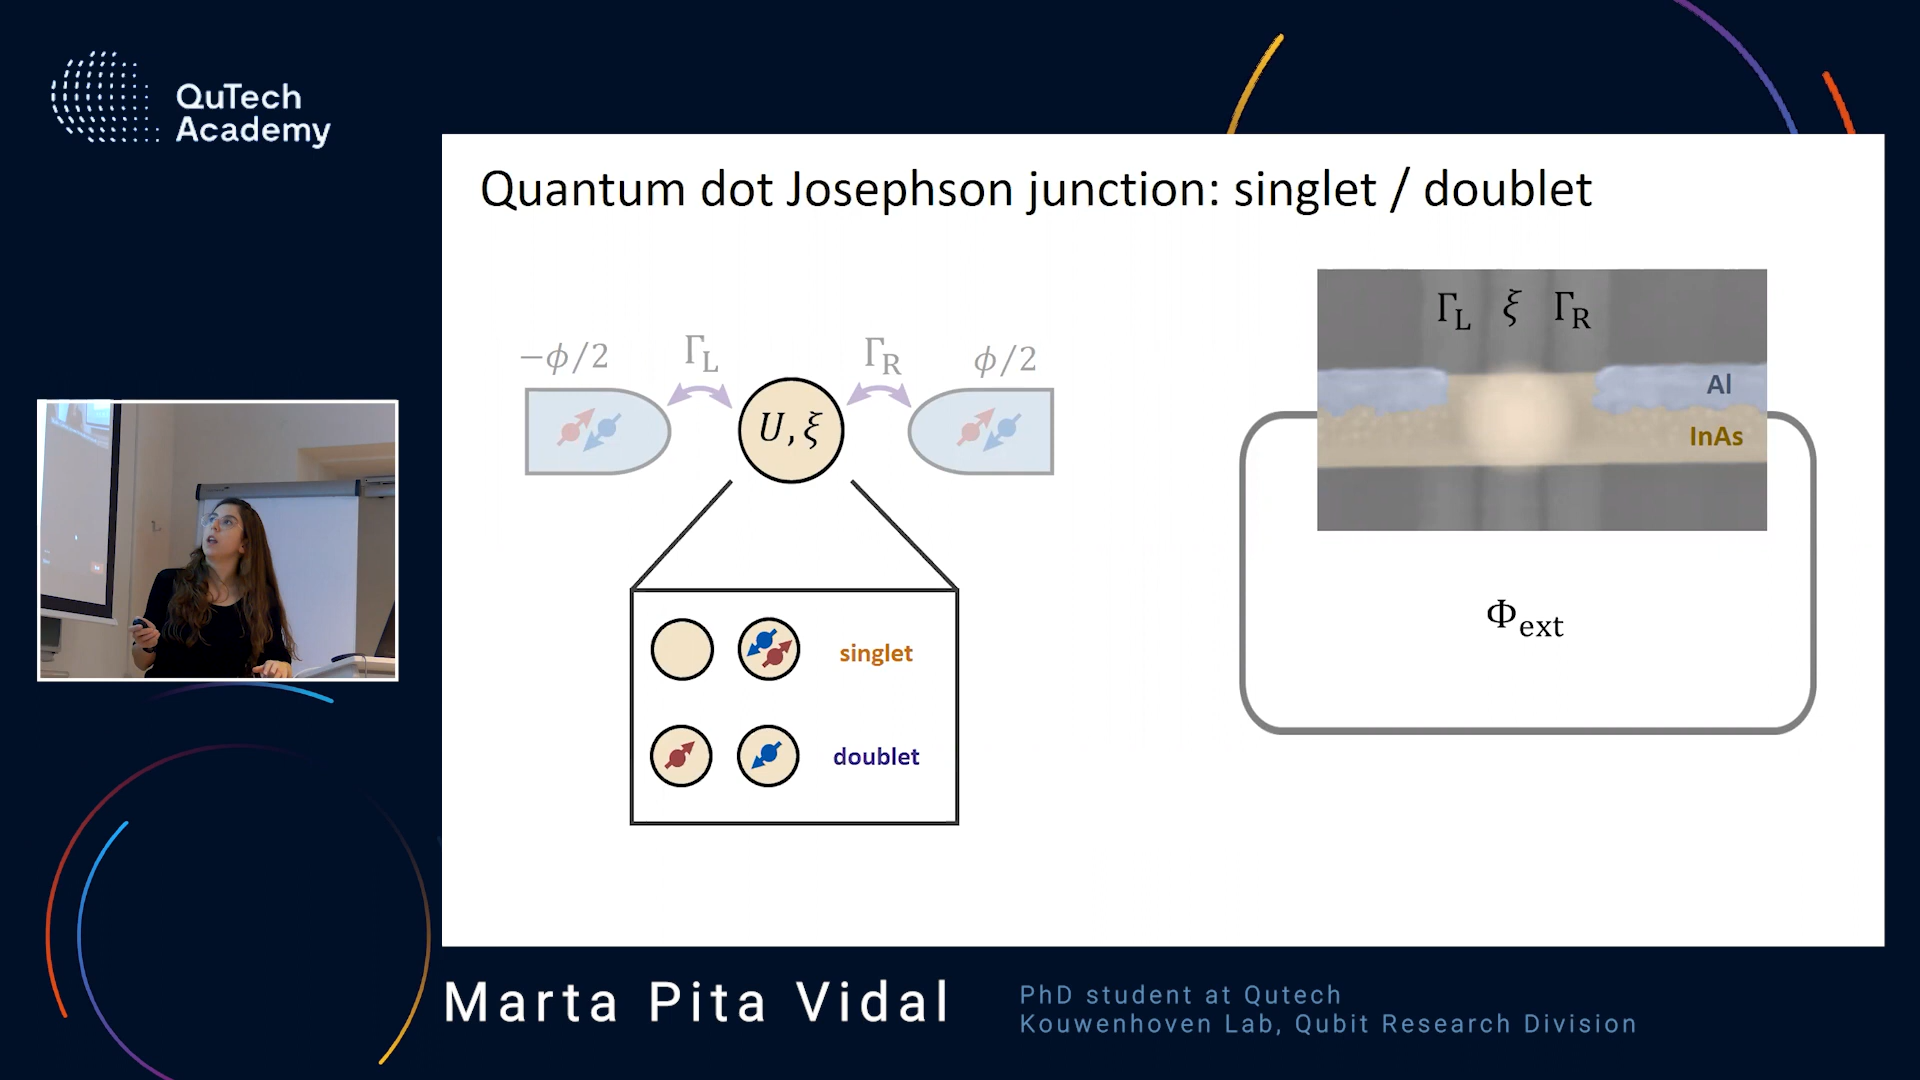 QuTech
Academy
Quantum dot Josephson junction: singlet / doublet
−ϕ/2
Γ_L
Γ_R
ϕ/2
U, ξ
singlet
doublet
Γ_L ξ Γ_R
Al
InAs
Φ_ext
Marta Pita Vidal
PhD student at Qutech
Kouwenhoven Lab, Qubit Research Division